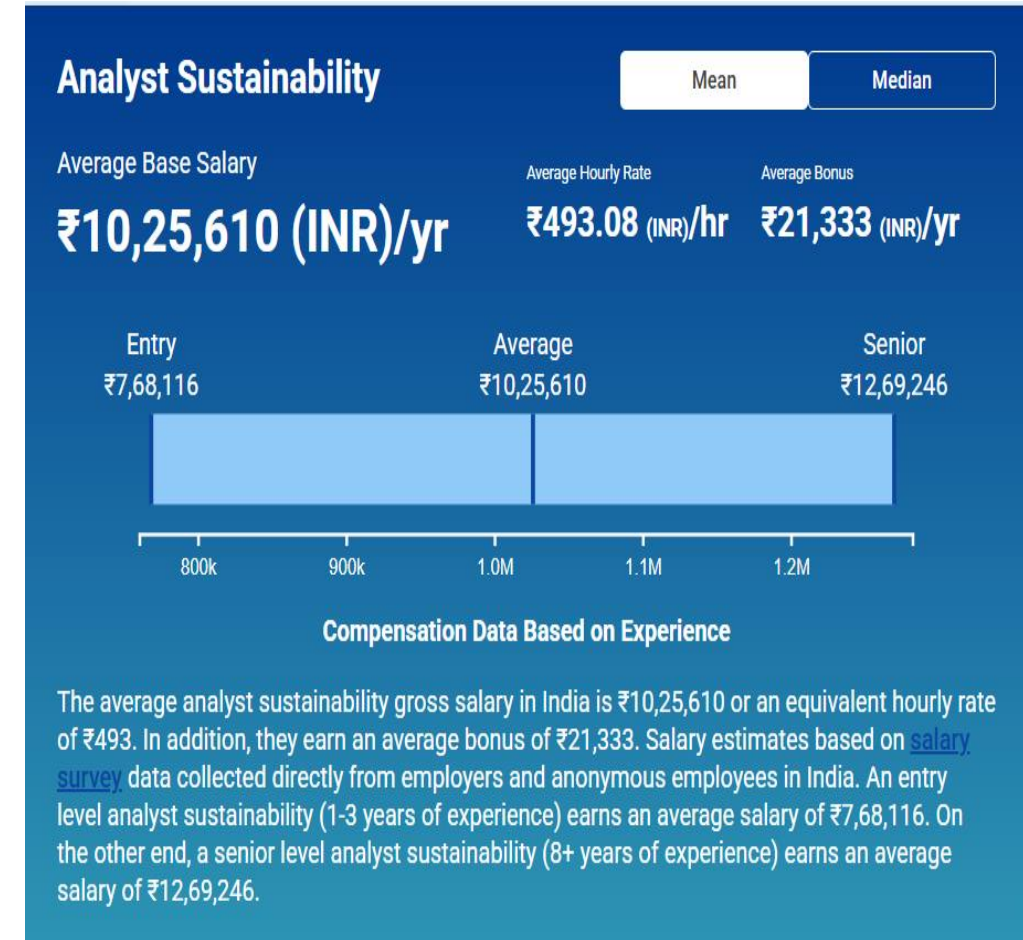 Analyst Sustainability
Mean
Median
Average Base Salary
₹10,25,610 (INR)/yr
Average Hourly Rate
₹493.08 (INR)/hr
Average Bonus
₹21,333 (INR)/yr
Entry
₹7,68,116
Average
₹10,25,610
Senior
₹12,69,246
800k
900k
1.0M
1.1M
1.2M
Compensation Data Based on Experience
The average analyst sustainability gross salary in India is ₹10,25,610 or an equivalent hourly rate
of ₹493. In addition, they earn an average bonus of ₹21,333. Salary estimates based on salary
survey data collected directly from employers and anonymous employees in India. An entry
level analyst sustainability (1-3 years of experience) earns an average salary of ₹7,68,116. On
the other end, a senior level analyst sustainability (8+ years of experience) earns an average
salary of ₹12,69,246.